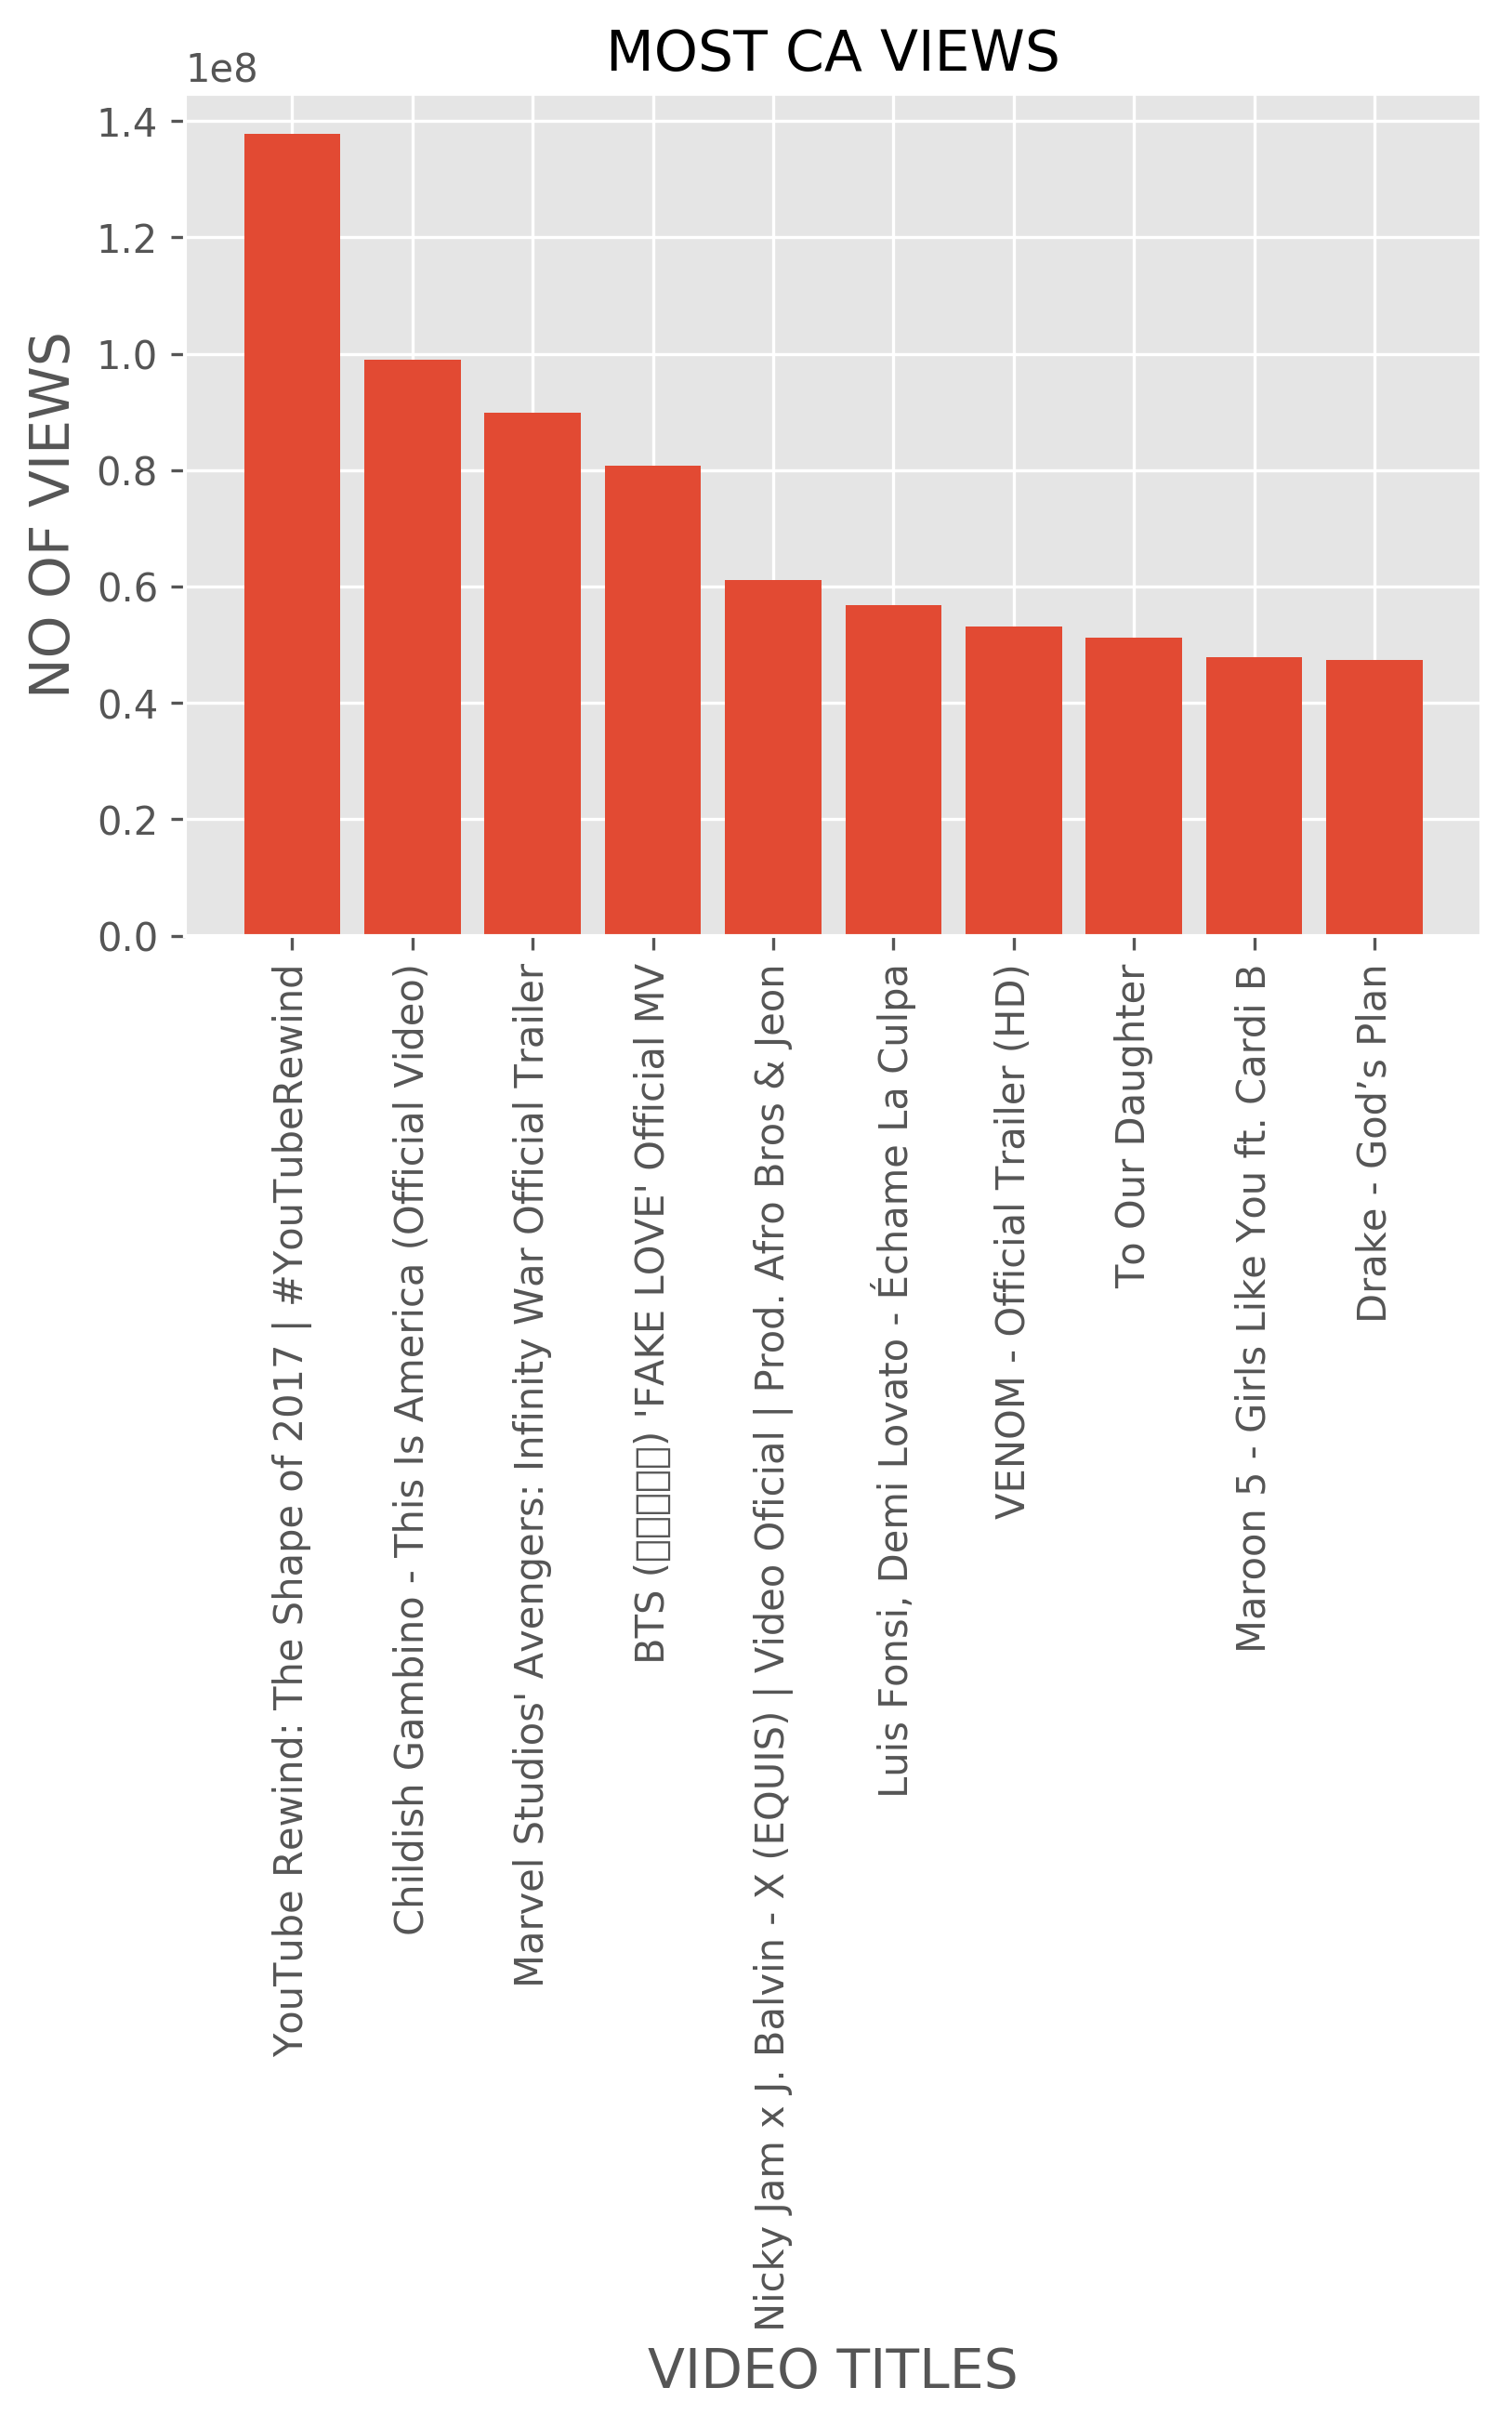 MOST CA VIEWS
1e8
1.4
1.2
1.0
0.8
0.6
0.4
0.2
0.0
NO OF VIEWS
YouTube Rewind: The Shape of 2017 | #YouTubeRewind
Childish Gambino - This Is America (Official Video)
Marvel Studios' Avengers: Infinity War Official Trailer
BTS (□□□□□) 'FAKE LOVE' Official MV
Nicky Jam x J. Balvin - X (EQUIS) | Video Oficial | Prod. Afro Bros & Jeon
Luis Fonsi, Demi Lovato - Échame La Culpa
VENOM - Official Trailer (HD)
To Our Daughter
Maroon 5 - Girls Like You ft. Cardi B
Drake - God’s Plan
VIDEO TITLES